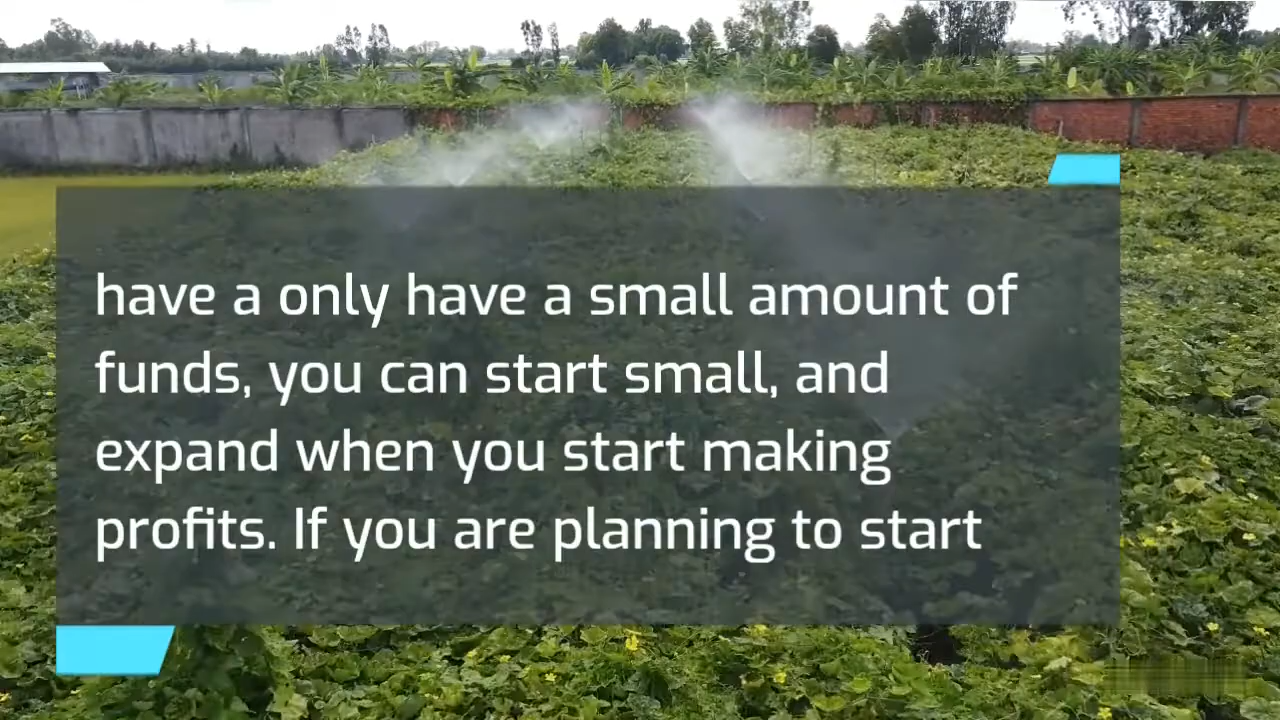 have a only have a small amount of
funds, you can start small, and
expand when you start making
profits. If you are planning to start